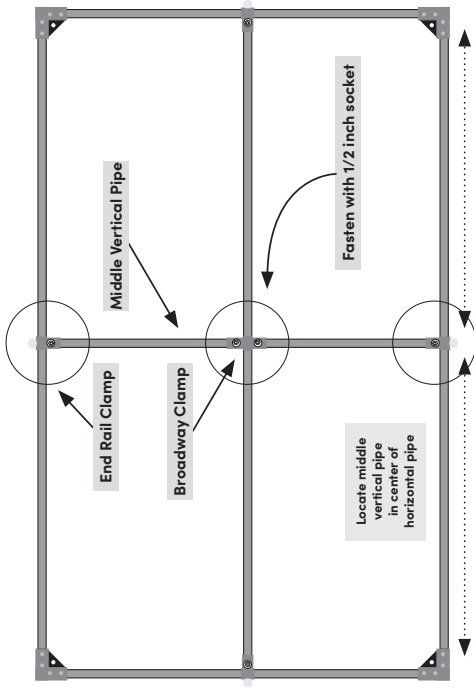 End Rail Clamp
Middle Vertical Pipe
Broadway Clamp
Fasten with 1/2 inch socket
Locate middle
vertical pipe
in center of
horizontal pipe